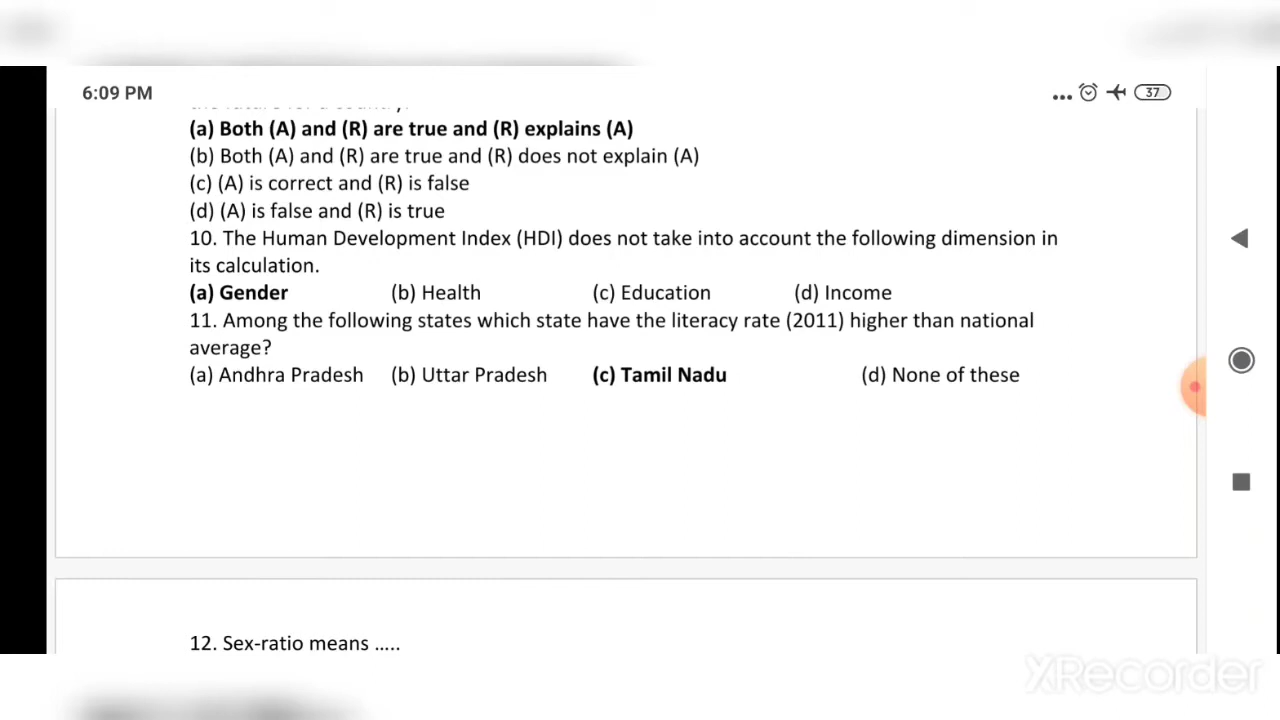 6:09 PM
37
(a) Both (A) and (R) are true and (R) explains (A)
(b) Both (A) and (R) are true and (R) does not explain (A)
(c) (A) is correct and (R) is false
(d) (A) is false and (R) is true
10. The Human Development Index (HDI) does not take into account the following dimension in
its calculation.
(a) Gender (b) Health (c) Education (d) Income
11. Among the following states which state have the literacy rate (2011) higher than national
average?
(a) Andhra Pradesh (b) Uttar Pradesh (c) Tamil Nadu (d) None of these
12. Sex-ratio means .....
XRecorder